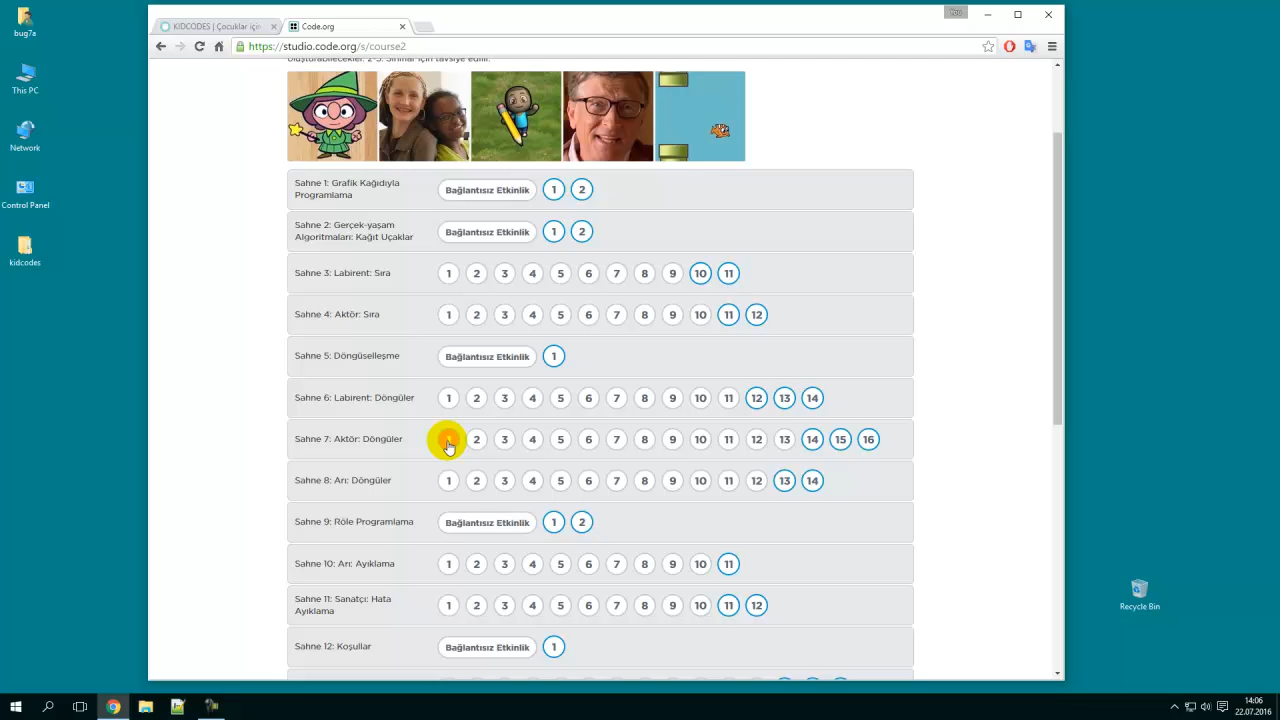 bug7a
This PC
Network
Control Panel
kidcodes
Recycle Bin
KIDCODES | Çocuklar için
Code.org
You
https://studio.code.org/s/course2
oluşturabilecekler. 2-5. Sınıflar için tavsiye edilir.
Sahne 1: Grafik Kağıdıyla
Programlama
Bağlantısız Etkinlik 1 2
Sahne 2: Gerçek-yaşam
Algoritmaları: Kağıt Uçaklar
Bağlantısız Etkinlik 1 2
Sahne 3: Labirent: Sıra 1 2 3 4 5 6 7 8 9 10 11
Sahne 4: Aktör: Sıra 1 2 3 4 5 6 7 8 9 10 11 12
Sahne 5: Döngüselleşme Bağlantısız Etkinlik 1
Sahne 6: Labirent: Döngüler 1 2 3 4 5 6 7 8 9 10 11 12 13 14
Sahne 7: Aktör: Döngüler 1 2 3 4 5 6 7 8 9 10 11 12 13 14 15 16
Sahne 8: Arı: Döngüler 1 2 3 4 5 6 7 8 9 10 11 12 13 14
Sahne 9: Röle Programlama Bağlantısız Etkinlik 1 2
Sahne 10: Arı: Ayıklama 1 2 3 4 5 6 7 8 9 10 11
Sahne 11: Sanatçı: Hata
Ayıklama
1 2 3 4 5 6 7 8 9 10 11 12
Sahne 12: Koşullar Bağlantısız Etkinlik 1
14:06
22.07.2016